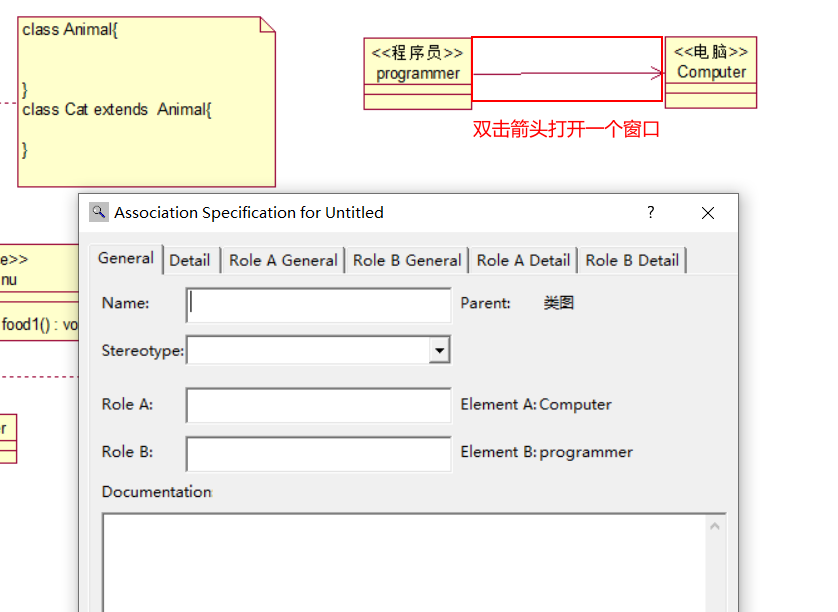 class Animal{
}
class Cat extends Animal{
}
<<程序员>>
programmer
<<电脑>>
Computer
双击箭头打开一个窗口
e>>
nu
food1() : vo
r
Association Specification for Untitled
?
General
Detail
Role A General
Role B General
Role A Detail
Role B Detail
Name:
Parent: 类图
Stereotype:
Role A:
Element A: Computer
Role B:
Element B: programmer
Documentation: